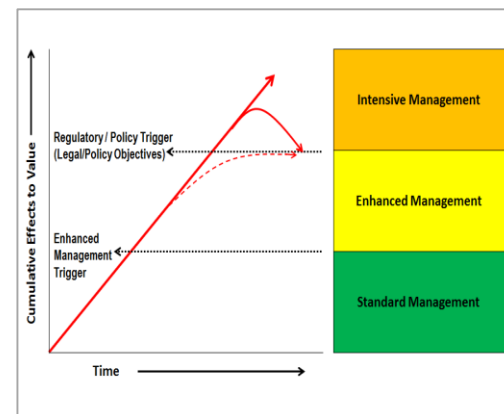 Cumulative Effects to Value
Regulatory / Policy Trigger
(Legal/Policy Objectives)
Enhanced
Management
Trigger
Time
Intensive Management
Enhanced Management
Standard Management